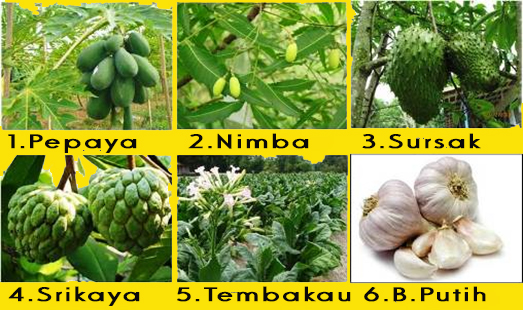 1.Pepaya 2.Nimba 3.Sursak
4.Srikaya 5.Tembakau 6.B.Putih